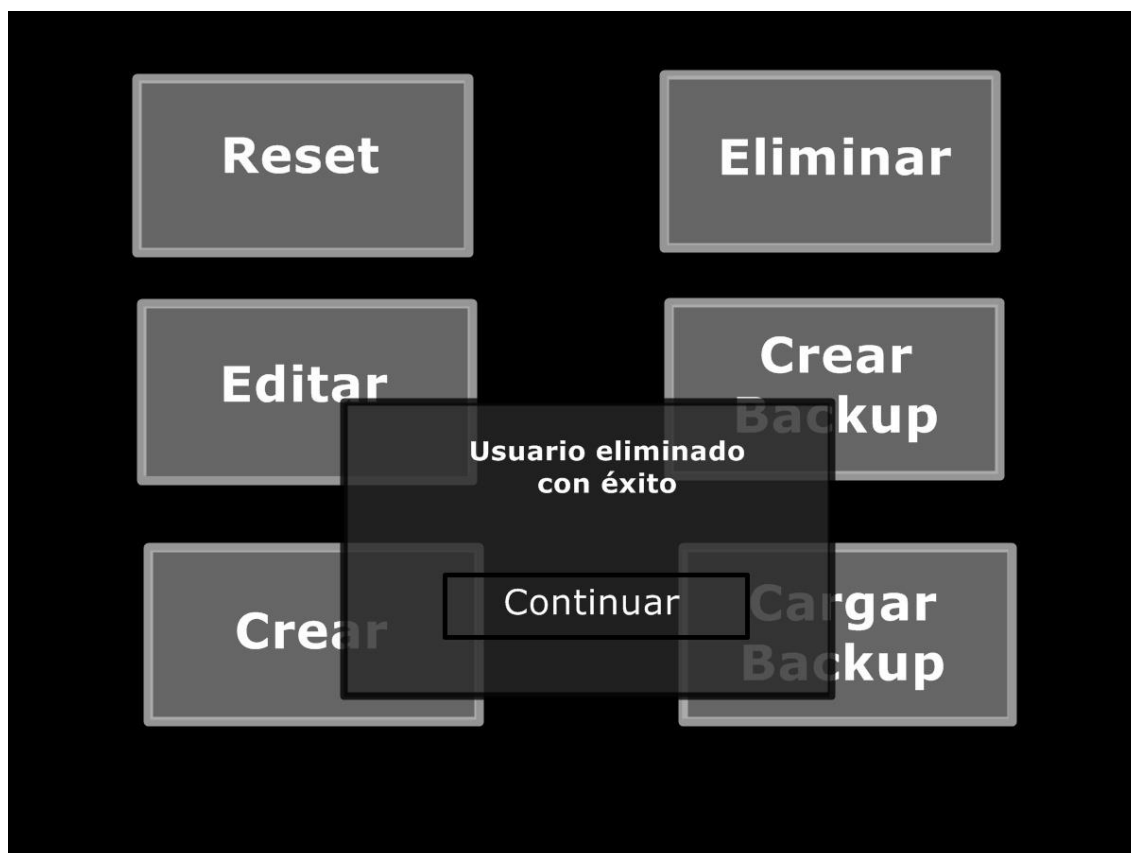 Reset
Eliminar
Editar
Crear
Backup
Usuario eliminado
con éxito
Continuar
Crear
Cargar
Backup